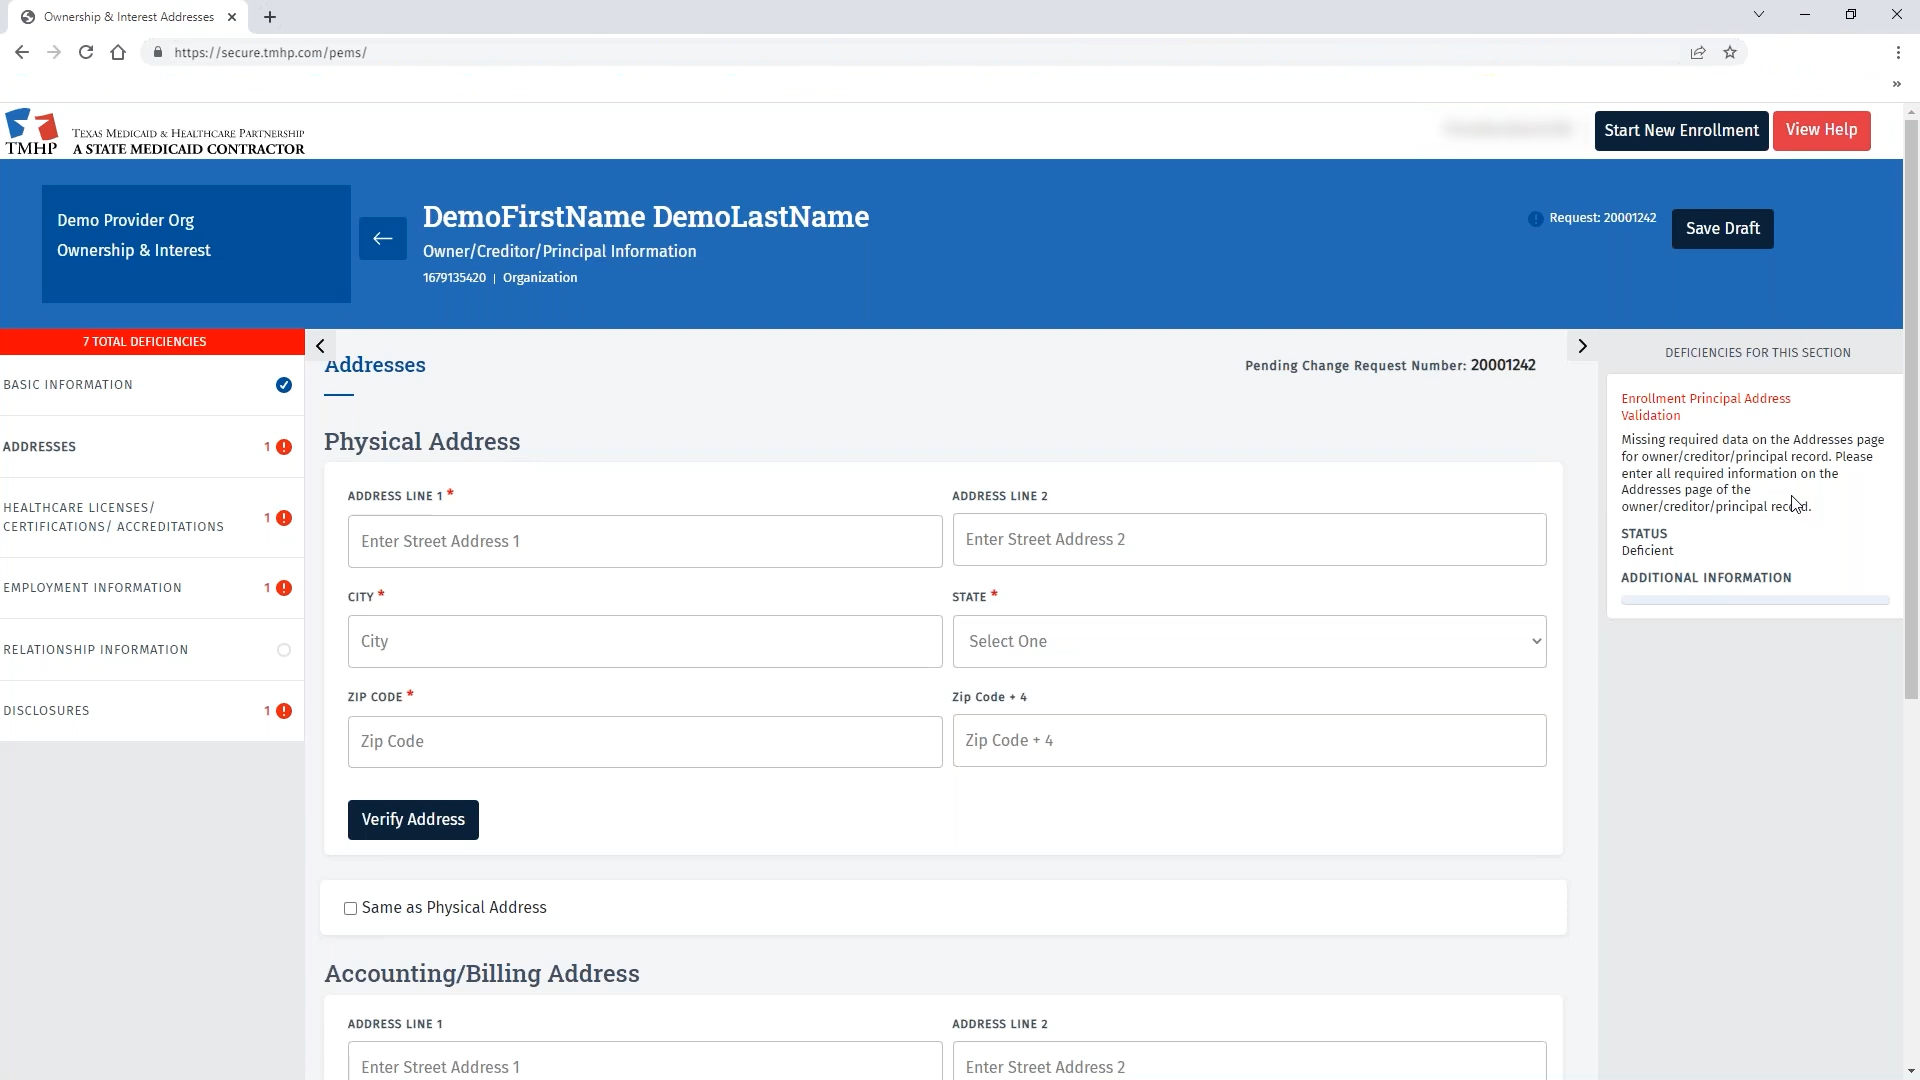 Ownership & Interest Addresses
https://secure.tmhp.com/pems/
TMHP
TEXAS MEDICAID & HEALTHCARE PARTNERSHIP
A STATE MEDICAID CONTRACTOR
Start New Enrollment
View Help
Demo Provider Org
Ownership & Interest
DemoFirstName DemoLastName
Owner/Creditor/Principal Information
1679135420 | Organization
Request: 20001242
Save Draft
7 TOTAL DEFICIENCIES
BASIC INFORMATION
ADDRESSES 1
HEALTHCARE LICENSES/
CERTIFICATIONS/ ACCREDITATIONS 1
EMPLOYMENT INFORMATION 1
RELATIONSHIP INFORMATION
DISCLOSURES 1
Addresses
Pending Change Request Number: 20001242
Physical Address
ADDRESS LINE 1 *
ADDRESS LINE 2
Enter Street Address 1
Enter Street Address 2
CITY *
STATE *
City
Select One
ZIP CODE *
Zip Code + 4
Zip Code
Zip Code + 4
Verify Address
Same as Physical Address
Accounting/Billing Address
ADDRESS LINE 1
ADDRESS LINE 2
Enter Street Address 1
Enter Street Address 2
DEFICIENCIES FOR THIS SECTION
Enrollment Principal Address
Validation
Missing required data on the Addresses page
for owner/creditor/principal record. Please
enter all required information on the
Addresses page of the
owner/creditor/principal record.
STATUS
Deficient
ADDITIONAL INFORMATION